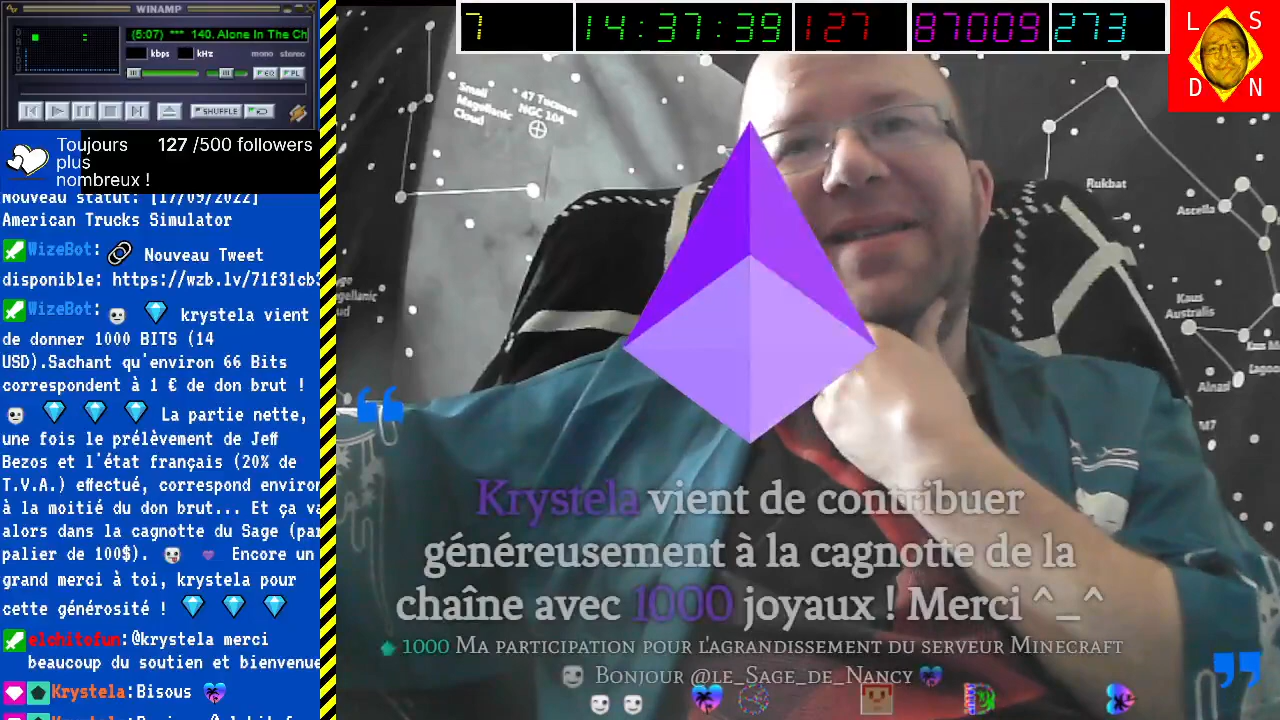 WINAMP
(5:07) *** 140. Alone In The Ch
kbps kHz mono stereo
EQ PL
SHUFFLE
7
14:37:39
127
87009
273
L S
D N
Toujours plus nombreux !
127 /500 followers
Nouveau statut: [17/09/2022]
American Trucks Simulator
WizeBot: Nouveau Tweet
disponible: https://wzb.lv/71f31cb
WizeBot: krystela vient
de donner 1000 BITS (14
USD).Sachant qu'environ 66 Bits
correspondent à 1 € de don brut !
La partie nette,
une fois le prélèvement de Jeff
Bezos et l'état français (20% de
T.V.A.) effectué, correspond environ
à la moitié du don brut... Et ça va
alors dans la cagnotte du Sage (par
palier de 100$). Encore un
grand merci à toi, krystela pour
cette générosité !
elchitofun:@krystela merci
beaucoup du soutien et bienvenue
Krystela:Bisous
Small
Magellanic
Cloud
47 Tucanae
NGC 104
Rukbat
Ascella
Kaus
Australis
Alnasl
M7
“
Krystela vient de contribuer
généreusement à la cagnotte de la
chaîne avec 1000 joyaux ! Merci ^_^
1000 Ma participation pour l'agrandissement du serveur Minecraft
Bonjour @le_Sage_de_Nancy
”